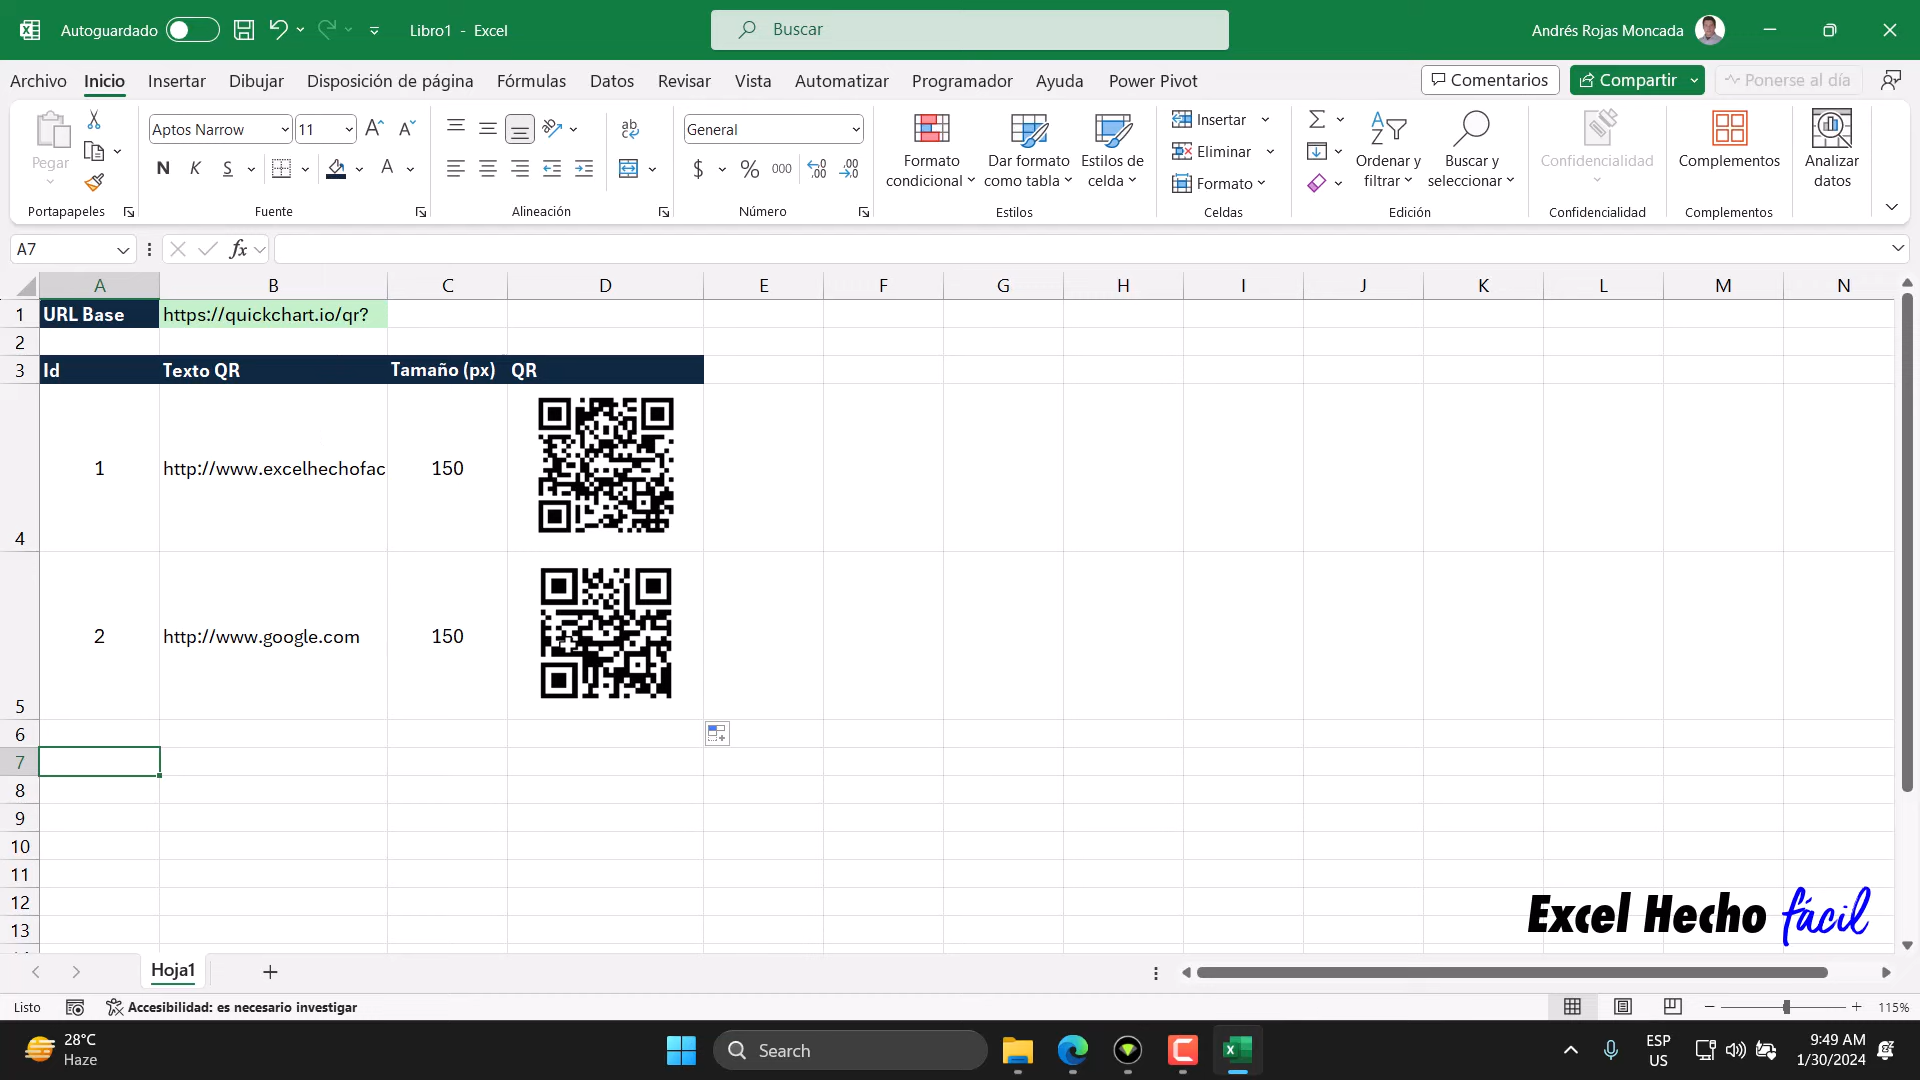 Autoguardado
Libro1 - Excel
Buscar
Andrés Rojas Moncada
Archivo Inicio Insertar Dibujar Disposición de página Fórmulas Datos Revisar Vista Automatizar Programador Ayuda Power Pivot
Comentarios Compartir Ponerse al día
Pegar
Portapapeles
Aptos Narrow 11
N K S
Fuente
Alineación
General
$ % 000
Número
Formato condicional
Dar formato como tabla
Estilos de celda
Estilos
Insertar
Eliminar
Formato
Celdas
Ordenar y filtrar
Buscar y seleccionar
Edición
Confidencialidad
Confidencialidad
Complementos
Complementos
Analizar datos
A7
fx
A B C D E F G H I J K L M N
1 URL Base https://quickchart.io/qr?
2
3 Id Texto QR Tamaño (px) QR
4 1 http://www.excelhechofac 150
5 2 http://www.google.com 150
6
7
8
9
10
11
12
13
Excel Hecho fácil
Hoja1
Listo
Accesibilidad: es necesario investigar
115%
28°C
Haze
Search
ESP
US
9:49 AM
1/30/2024